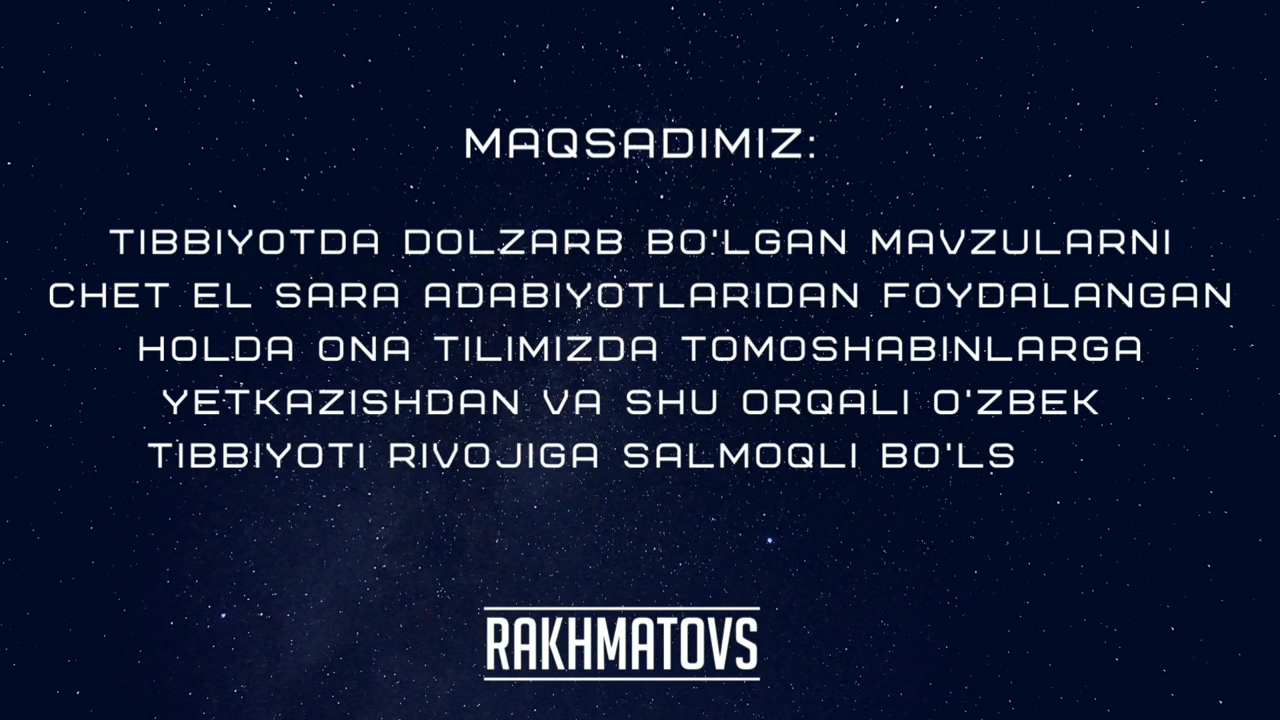 MAQSADIMIZ:
TIBBIYOTDA DOLZARB BO'LGAN MAVZULARNI
CHET EL SARA ADABIYOTLARIDAN FOYDALANGAN
HOLDA ONA TILIMIZDA TOMOSHABINLARGA
YETKAZISHDAN VA SHU ORQALI O'ZBEK
TIBBIYOTI RIVOJIGA SALMOQLI BO'LS
RAKHMATOVS